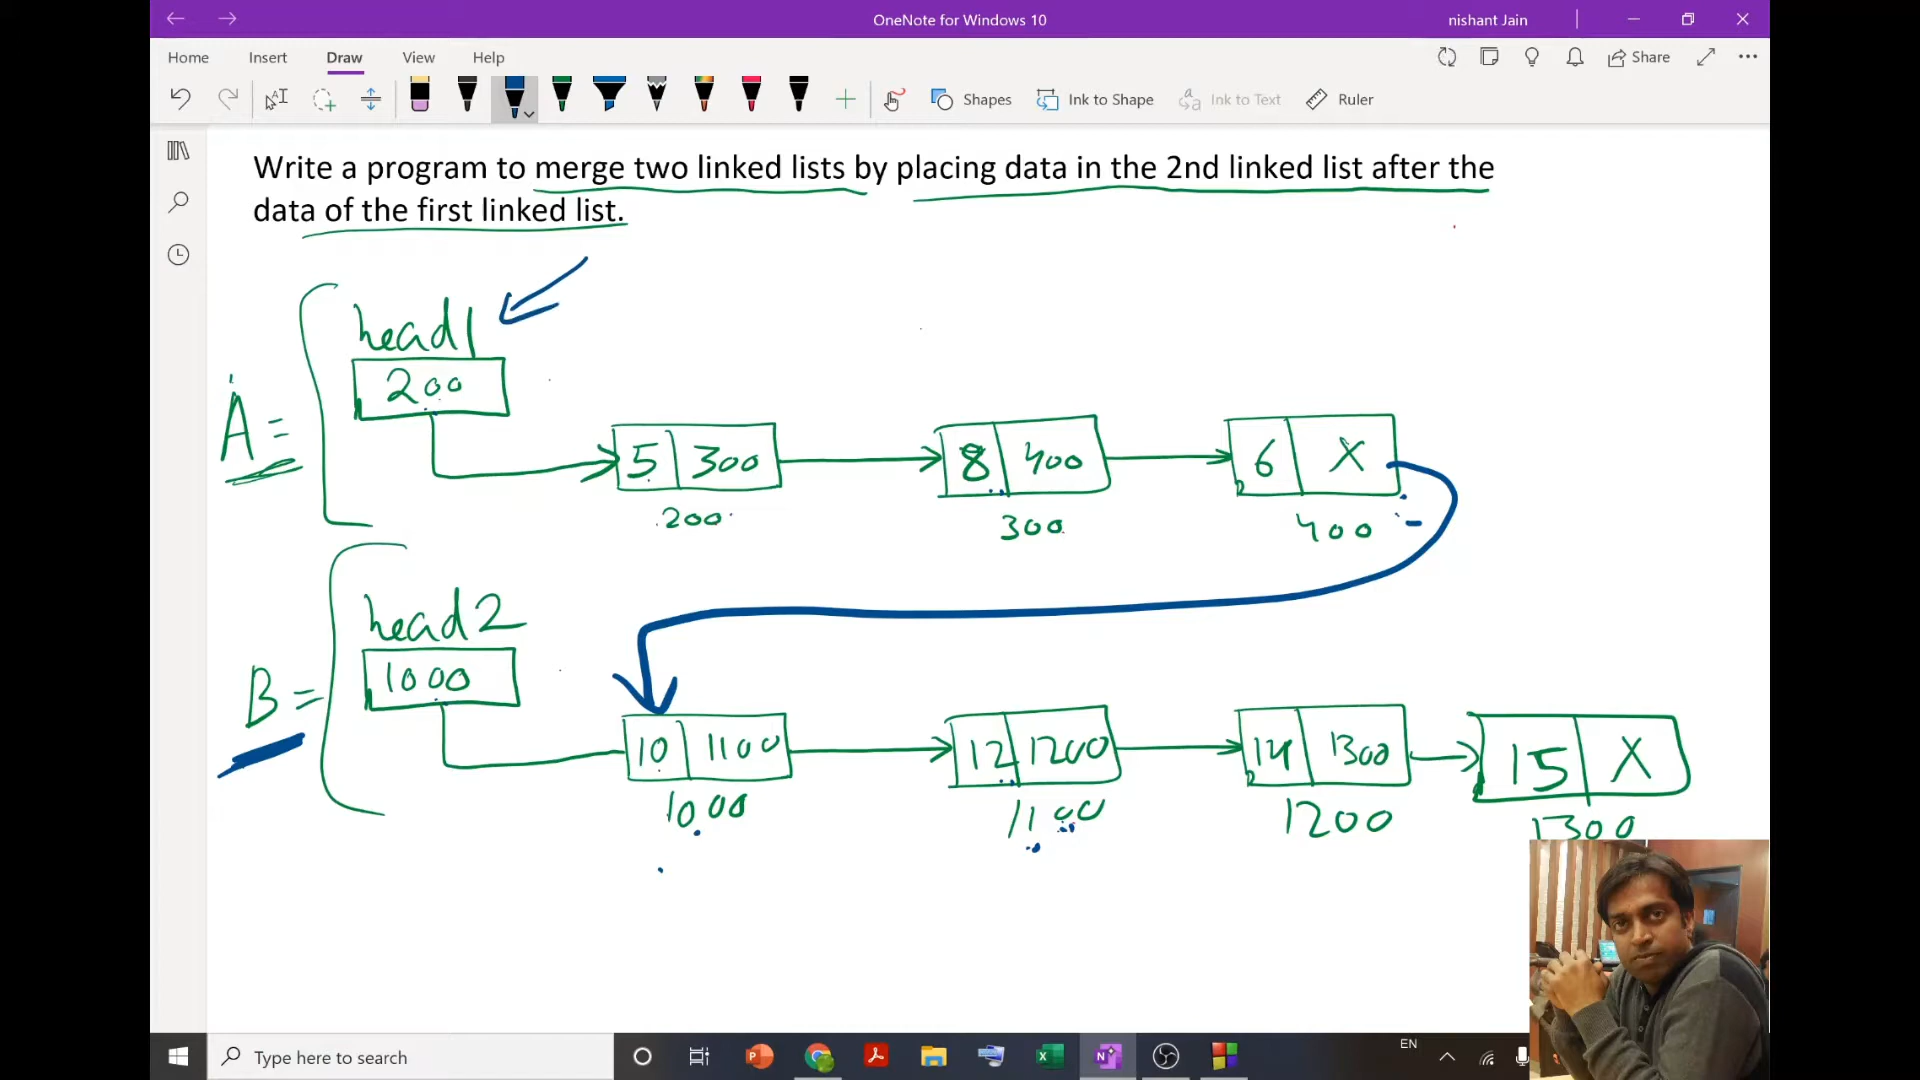 OneNote for Windows 10
nishant Jain
Home Insert Draw View Help
Share
Shapes Ink to Shape Ink to Text Ruler
Write a program to merge two linked lists by placing data in the 2nd linked list after the
data of the first linked list.
head1
200
A =
5 300 8 400 6 X
200 300 400
head2
1000
B =
10 1100 12 1200 14 1300 15 X
1000 1100 1200 1300
Type here to search
EN